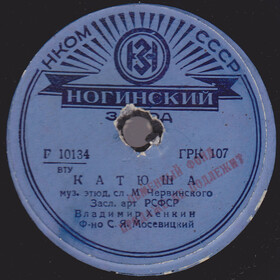 НКОМ СССР
НОГИНСКИЙ
ЗАВОД
Г 10134 ГРК 107
ВТУ
КАТЮША
муз. этюд, сл. М. Червинского
Засл. арт РСФСР
Владимир Хенкин
Ф-но С. Я. Мосевицкий